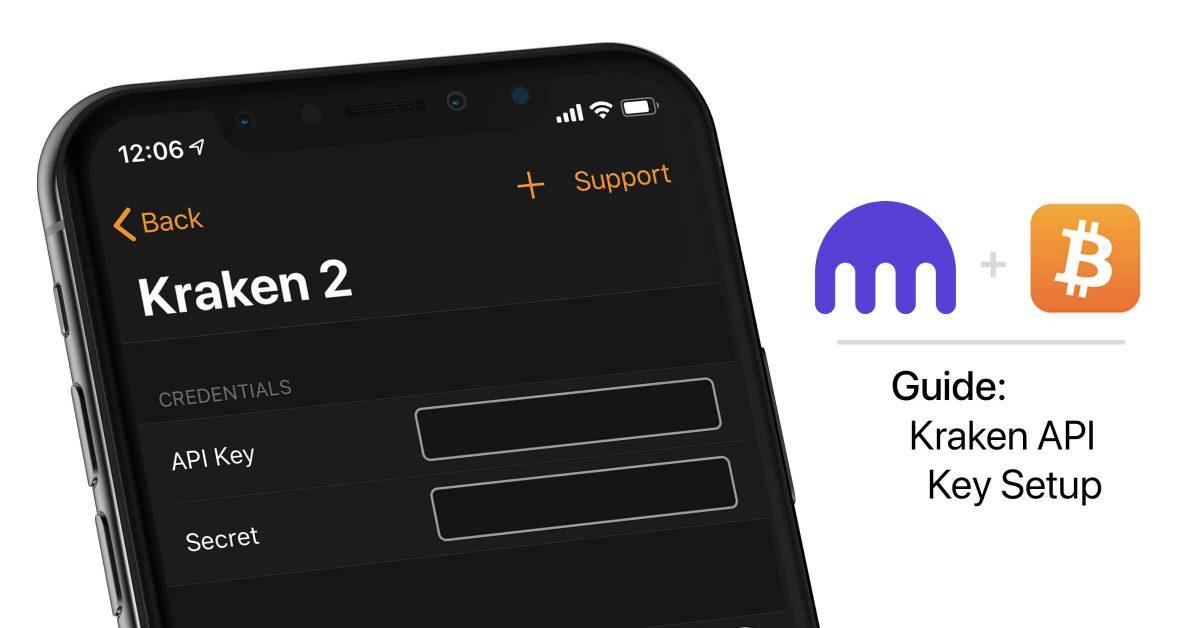 12:06
Back
+ Support
Kraken 2
CREDENTIALS
API Key
Secret
+
Guide:
Kraken API
Key Setup